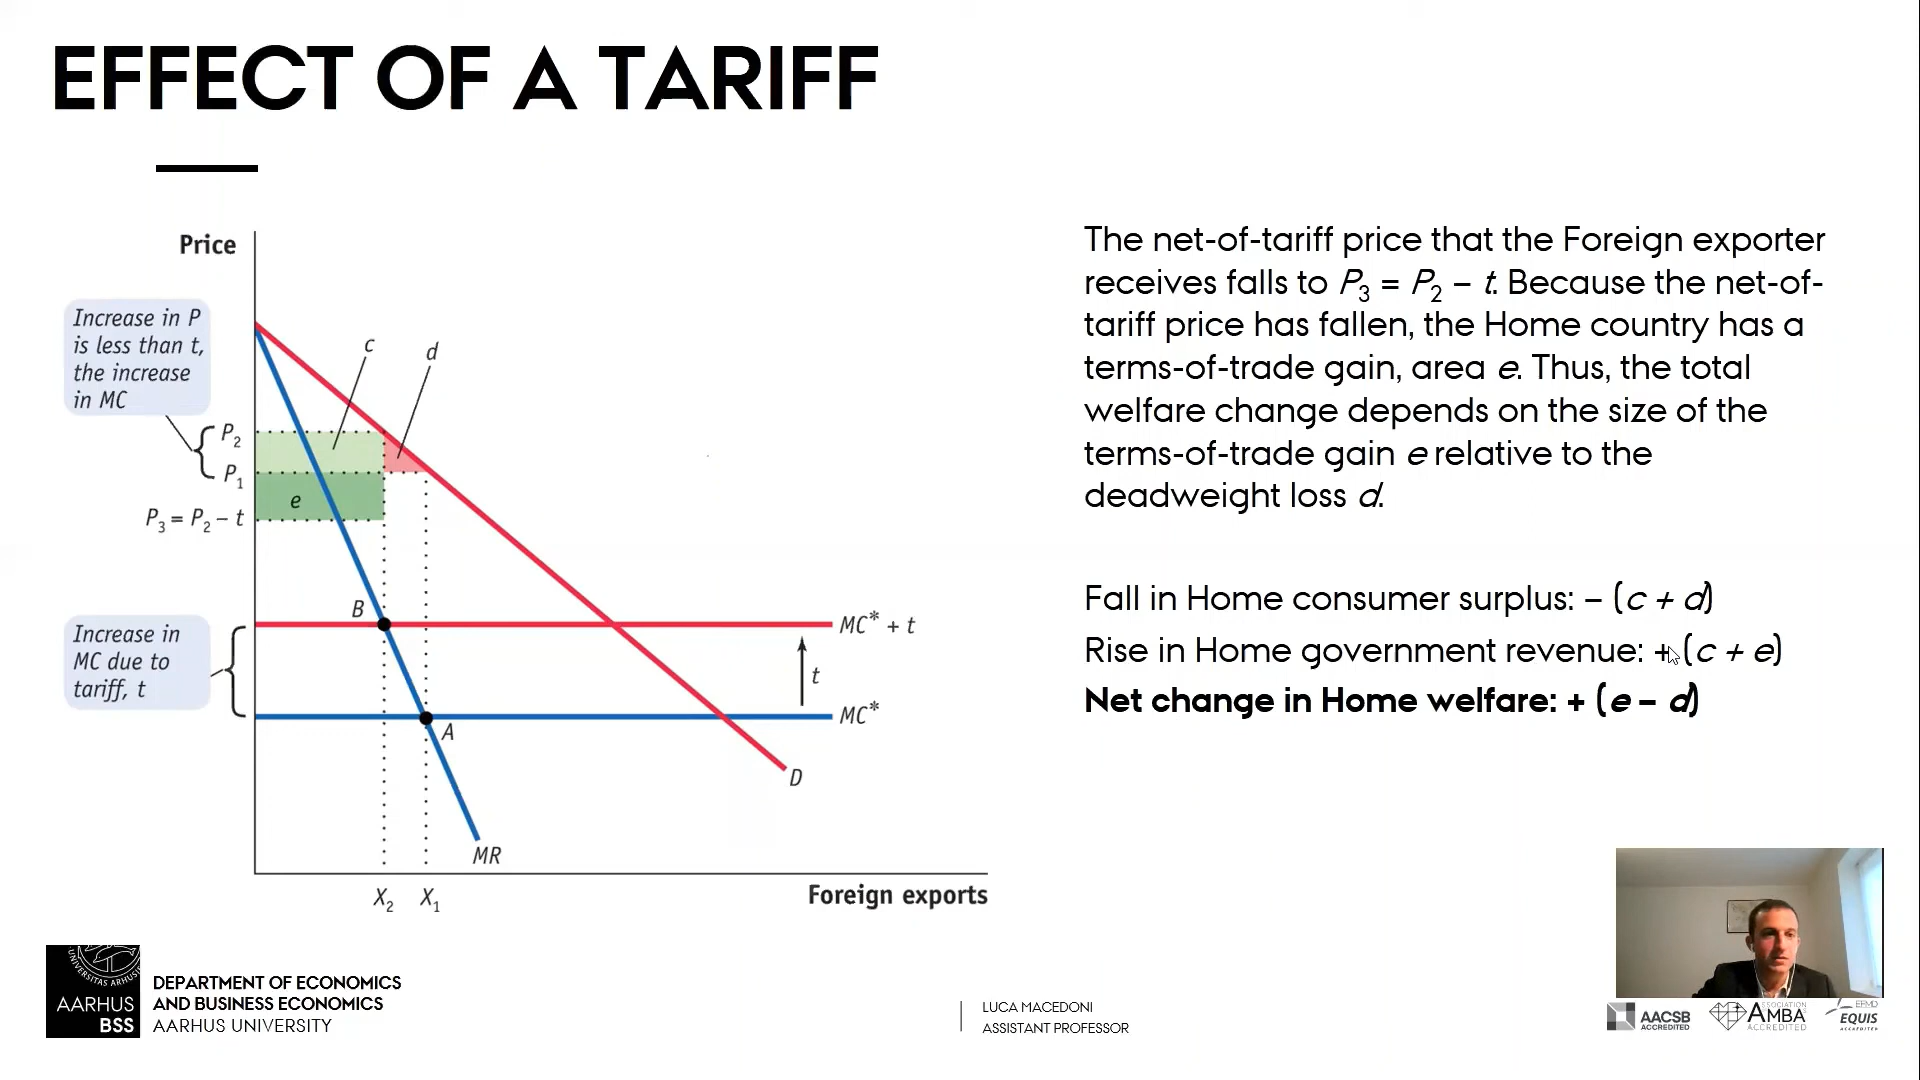 EFFECT OF A TARIFF
Price
Increase in P
is less than t,
the increase
in MC
c
d
P2
P1
e
P3 = P2 – t
B
MC* + t
Increase in
MC due to
tariff, t
t
MC*
A
D
MR
X2
X1
Foreign exports
The net-of-tariff price that the Foreign exporter
receives falls to P3 = P2 – t. Because the net-of-
tariff price has fallen, the Home country has a
terms-of-trade gain, area e. Thus, the total
welfare change depends on the size of the
terms-of-trade gain e relative to the
deadweight loss d.
Fall in Home consumer surplus: – (c + d)
Rise in Home government revenue: + (c + e)
Net change in Home welfare: + (e – d)
AARHUS
BSS
DEPARTMENT OF ECONOMICS
AND BUSINESS ECONOMICS
AARHUS UNIVERSITY
LUCA MACEDONI
ASSISTANT PROFESSOR
AACSB
ACCREDITED
AMBA
ACCREDITED
EFMD
EQUIS
ACCREDITED